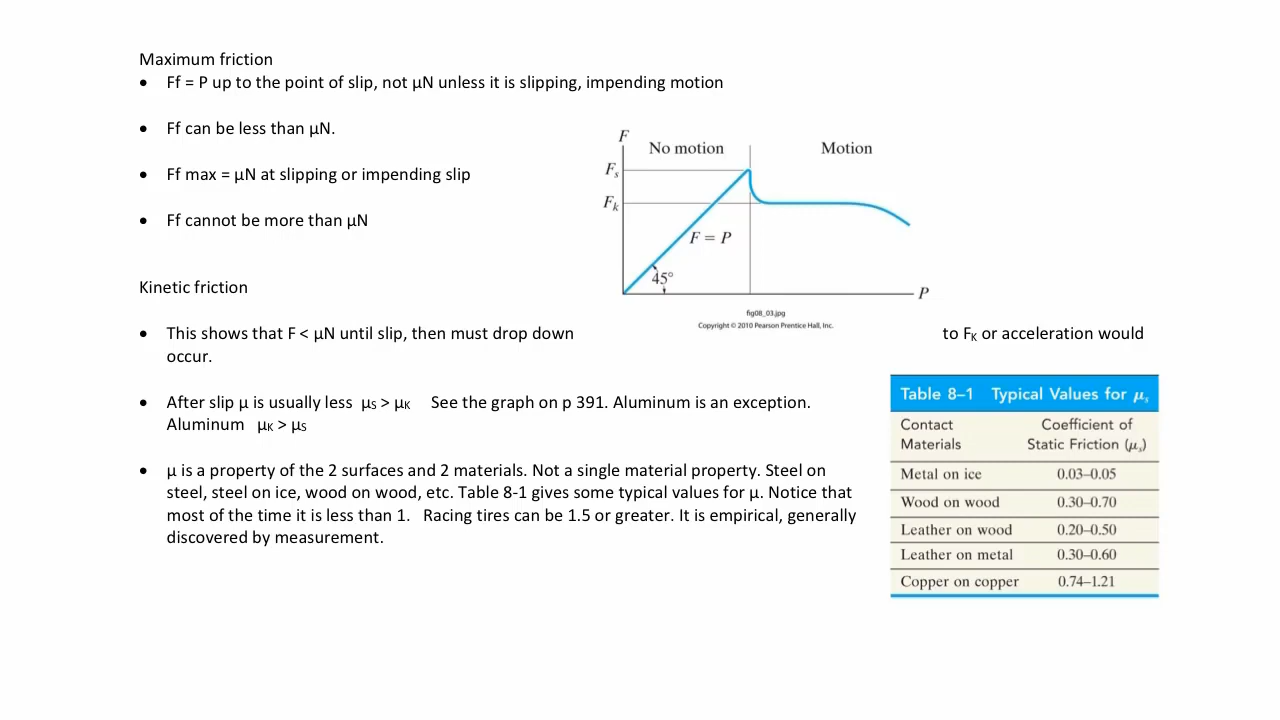 Maximum friction
• Ff = P up to the point of slip, not μN unless it is slipping, impending motion
• Ff can be less than μN.
• Ff max = μN at slipping or impending slip
• Ff cannot be more than μN
F
No motion
Motion
Fs
Fk
F = P
45°
P
fig08_03.jpg
Copyright © 2010 Pearson Prentice Hall, Inc.
Kinetic friction
• This shows that F < μN until slip, then must drop down to FK or acceleration would
occur.
• After slip μ is usually less μS > μK See the graph on p 391. Aluminum is an exception.
Aluminum μK > μS
• μ is a property of the 2 surfaces and 2 materials. Not a single material property. Steel on
steel, steel on ice, wood on wood, etc. Table 8-1 gives some typical values for μ. Notice that
most of the time it is less than 1. Racing tires can be 1.5 or greater. It is empirical, generally
discovered by measurement.
Table 8–1 Typical Values for μs
Contact Coefficient of
Materials Static Friction (μs)
Metal on ice 0.03–0.05
Wood on wood 0.30–0.70
Leather on wood 0.20–0.50
Leather on metal 0.30–0.60
Copper on copper 0.74–1.21